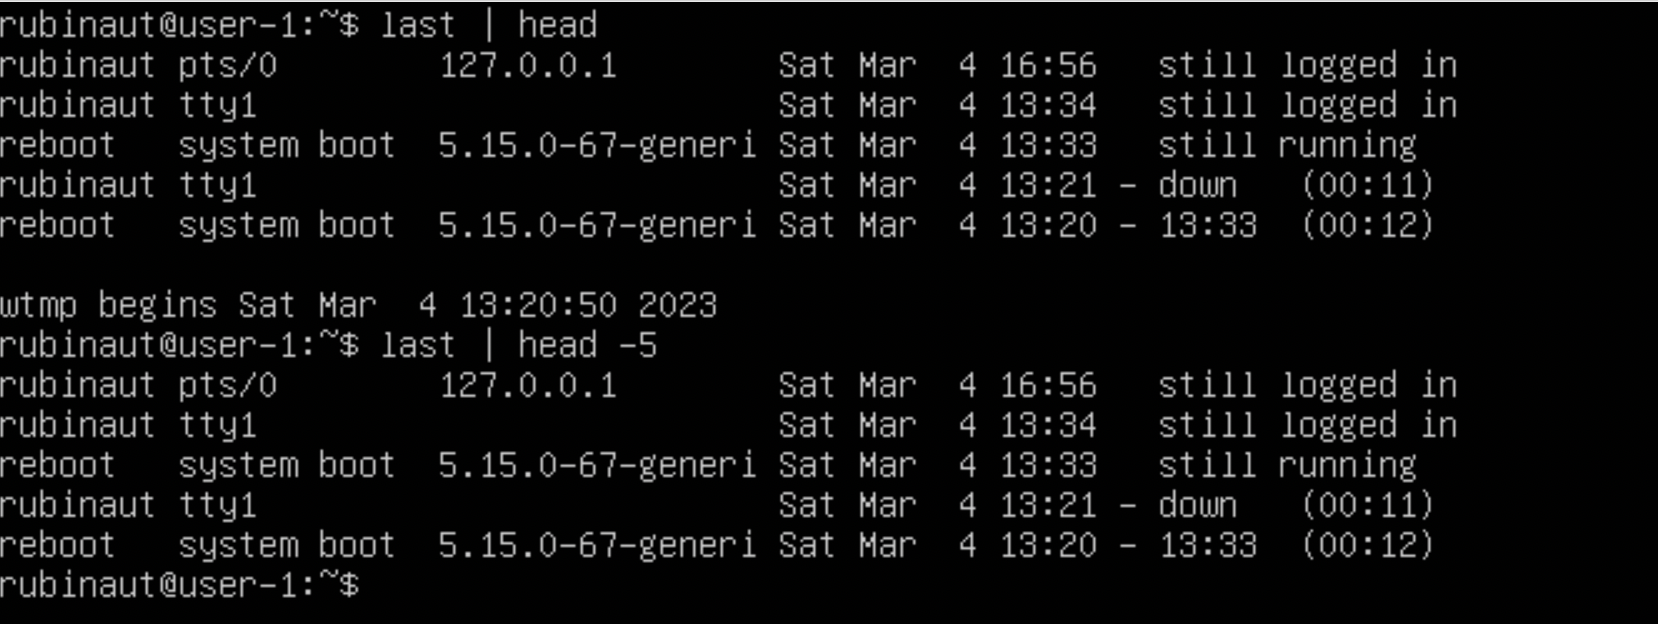 rubinaut@user-1:~$ last | head
rubinaut pts/0        127.0.0.1        Sat Mar  4 16:56   still logged in
rubinaut tty1                          Sat Mar  4 13:34   still logged in
reboot   system boot  5.15.0-67-generi Sat Mar  4 13:33   still running
rubinaut tty1                          Sat Mar  4 13:21 - down   (00:11)
reboot   system boot  5.15.0-67-generi Sat Mar  4 13:20 - 13:33  (00:12)

wtmp begins Sat Mar  4 13:20:50 2023
rubinaut@user-1:~$ last | head -5
rubinaut pts/0        127.0.0.1        Sat Mar  4 16:56   still logged in
rubinaut tty1                          Sat Mar  4 13:34   still logged in
reboot   system boot  5.15.0-67-generi Sat Mar  4 13:33   still running
rubinaut tty1                          Sat Mar  4 13:21 - down   (00:11)
reboot   system boot  5.15.0-67-generi Sat Mar  4 13:20 - 13:33  (00:12)
rubinaut@user-1:~$